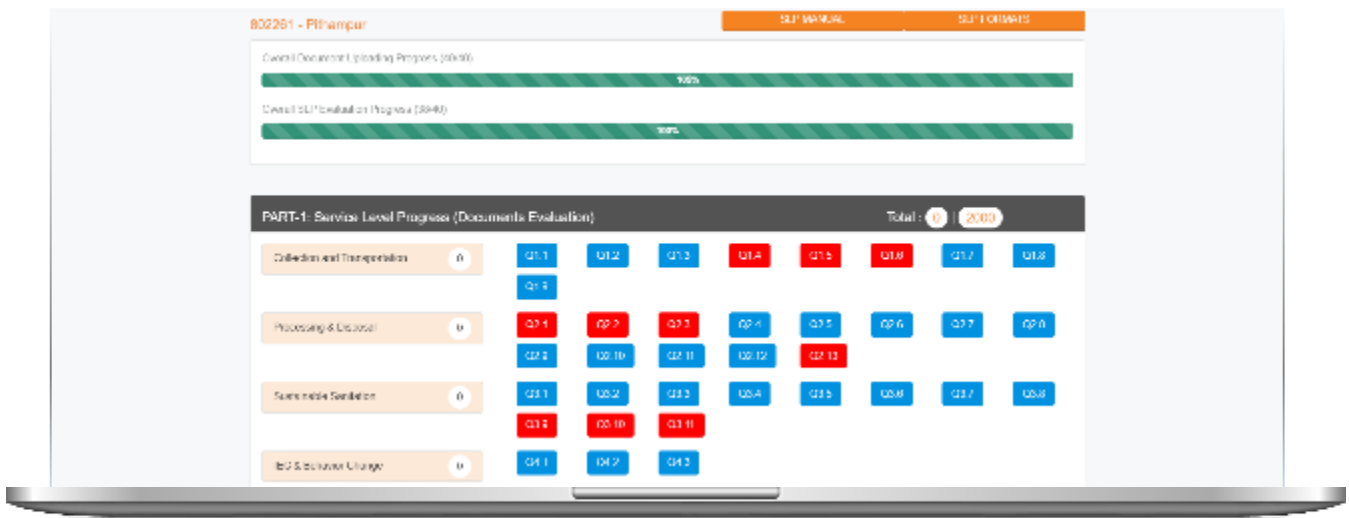 802261 - Pithampur
SLP MANUAL
SLP FORMATS
Overall Document Uploading Progress (40/40)
100%
Overall SLP Evaluation Progress (
100%
PART-1: Service Level Progress (Documents Evaluation)
Total : 0 | 2000
Collection and Transportation 0 Q1.1 Q1.2 Q1.3 Q1.4 Q1.5 Q1.6 Q1.7 Q1.8
Q1.9
Processing & Disposal 0 Q2.1 Q2.2 Q2.3 Q2.4 Q2.5 Q2.6 Q2.7 Q2.8
Q2.9 Q2.10 Q2.11 Q2.12 Q2.13
Sustainable Sanitation 0 Q3.1 Q3.2 Q3.3 Q3.4 Q3.5 Q3.6 Q3.7 Q3.8
Q3.9 Q3.10 Q3.11
IEC & Behavior Change 0 Q4.1 Q4.2 Q4.3